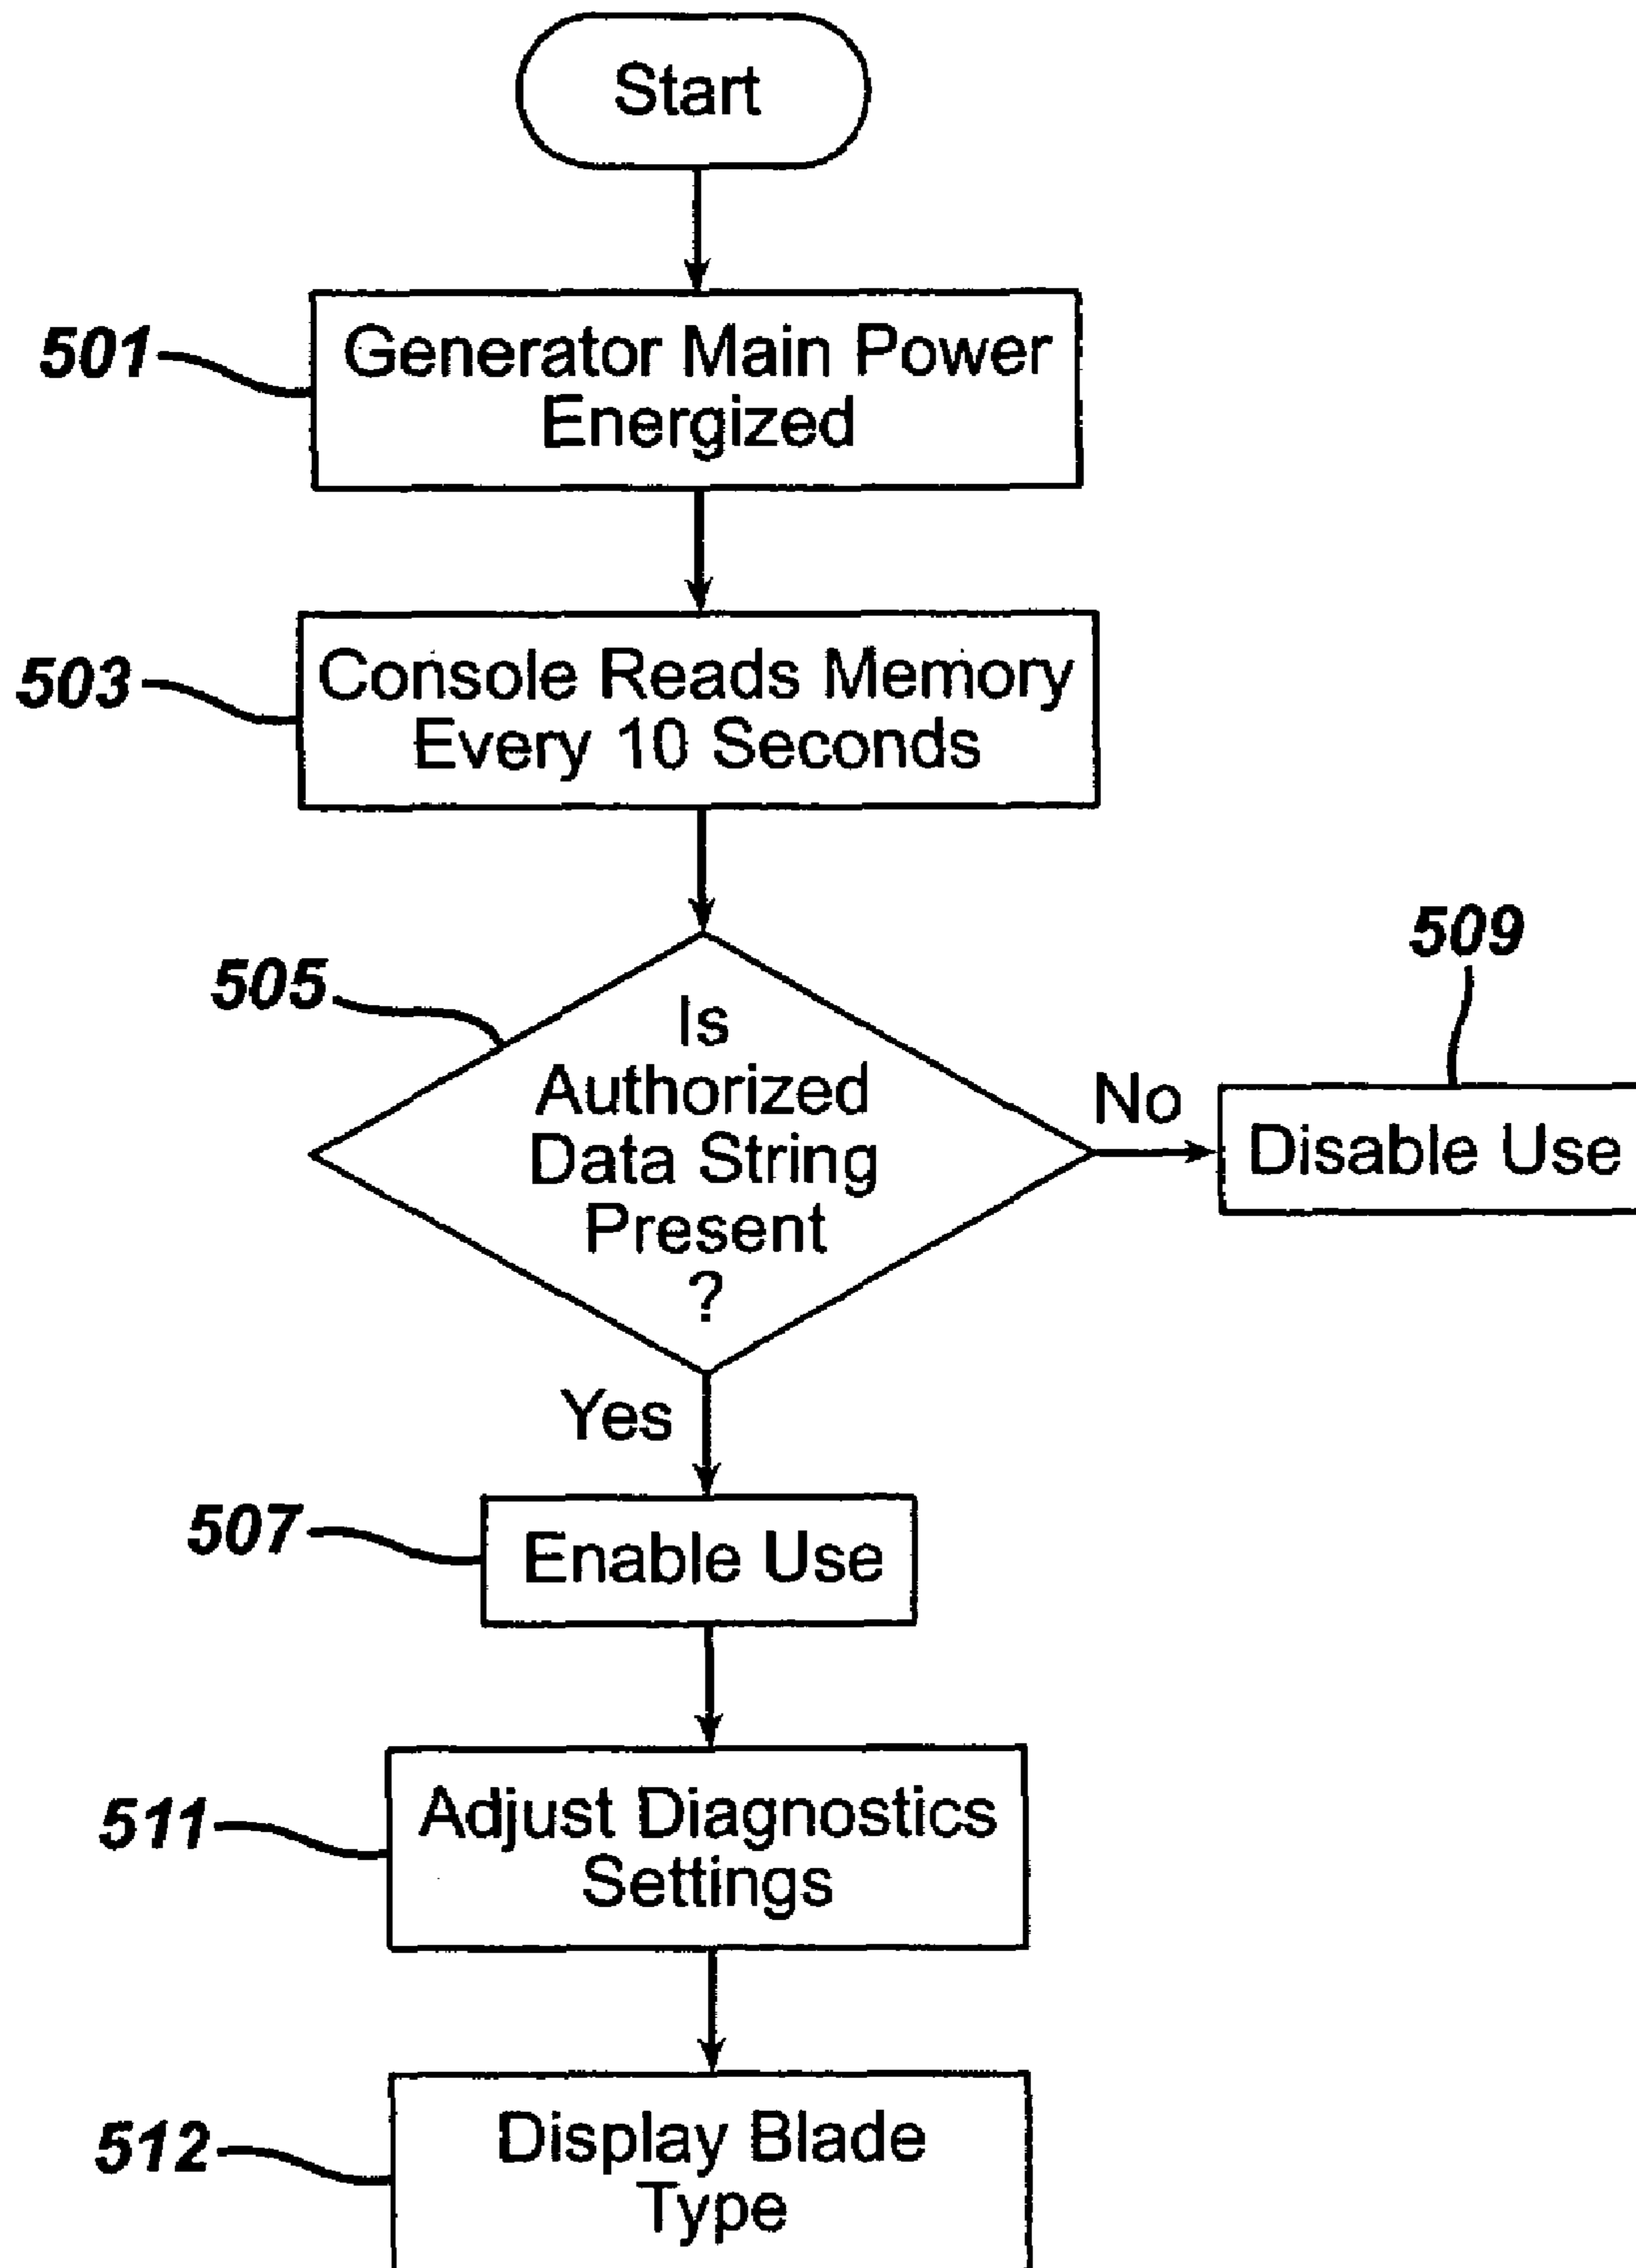 Start
501
Generator Main Power
Energized
503
Console Reads Memory
Every 10 Seconds
505
Is
Authorized
Data String
Present
?
No
509
Disable Use
Yes
507
Enable Use
511
Adjust Diagnostics
Settings
512
Display Blade
Type